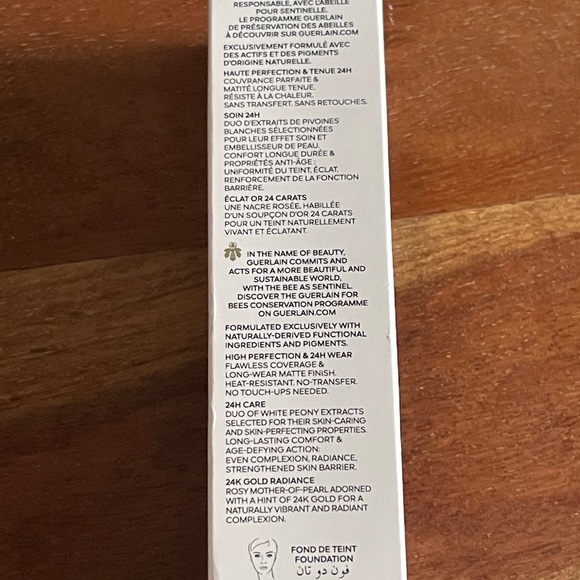 RESPONSABLE, AVEC L'ABEILLE
POUR SENTINELLE.
LE PROGRAMME GUERLAIN
DE PRÉSERVATION DES ABEILLES
À DÉCOUVRIR SUR GUERLAIN.COM
EXCLUSIVEMENT FORMULÉ AVEC
DES ACTIFS ET DES PIGMENTS
D'ORIGINE NATURELLE.
HAUTE PERFECTION & TENUE 24H
COUVRANCE PARFAITE &
MATITÉ LONGUE TENUE.
RÉSISTE À LA CHALEUR.
SANS TRANSFERT. SANS RETOUCHES.
SOIN 24H
DUO D'EXTRAITS DE PIVOINES
BLANCHES SÉLECTIONNÉES
POUR LEUR EFFET SOIN ET
EMBELLISSEUR DE PEAU.
CONFORT LONGUE DURÉE &
PROPRIÉTÉS ANTI-ÂGE :
UNIFORMITÉ DU TEINT, ÉCLAT,
RENFORCEMENT DE LA FONCTION
BARRIÈRE.
ÉCLAT OR 24 CARATS
UNE NACRE ROSÉE, HABILLÉE
D'UN SOUPÇON D'OR 24 CARATS
POUR UN TEINT NATURELLEMENT
VIVANT ET ÉCLATANT.
IN THE NAME OF BEAUTY,
GUERLAIN COMMITS AND
ACTS FOR A MORE BEAUTIFUL AND
SUSTAINABLE WORLD,
WITH THE BEE AS SENTINEL.
DISCOVER THE GUERLAIN FOR
BEES CONSERVATION PROGRAMME
ON GUERLAIN.COM
FORMULATED EXCLUSIVELY WITH
NATURALLY-DERIVED FUNCTIONAL
INGREDIENTS AND PIGMENTS.
HIGH PERFECTION & 24H WEAR
FLAWLESS COVERAGE &
LONG-WEAR MATTE FINISH.
HEAT-RESISTANT. NO-TRANSFER.
NO TOUCH-UPS NEEDED.
24H CARE
DUO OF WHITE PEONY EXTRACTS
SELECTED FOR THEIR SKIN-CARING
AND SKIN-PERFECTING PROPERTIES.
LONG-LASTING COMFORT &
AGE-DEFYING ACTION:
EVEN COMPLEXION, RADIANCE,
STRENGTHENED SKIN BARRIER.
24K GOLD RADIANCE
ROSY MOTHER-OF-PEARL ADORNED
WITH A HINT OF 24K GOLD FOR A
NATURALLY VIBRANT AND RADIANT
COMPLEXION.
FOND DE TEINT
FOUNDATION
فون دو تان